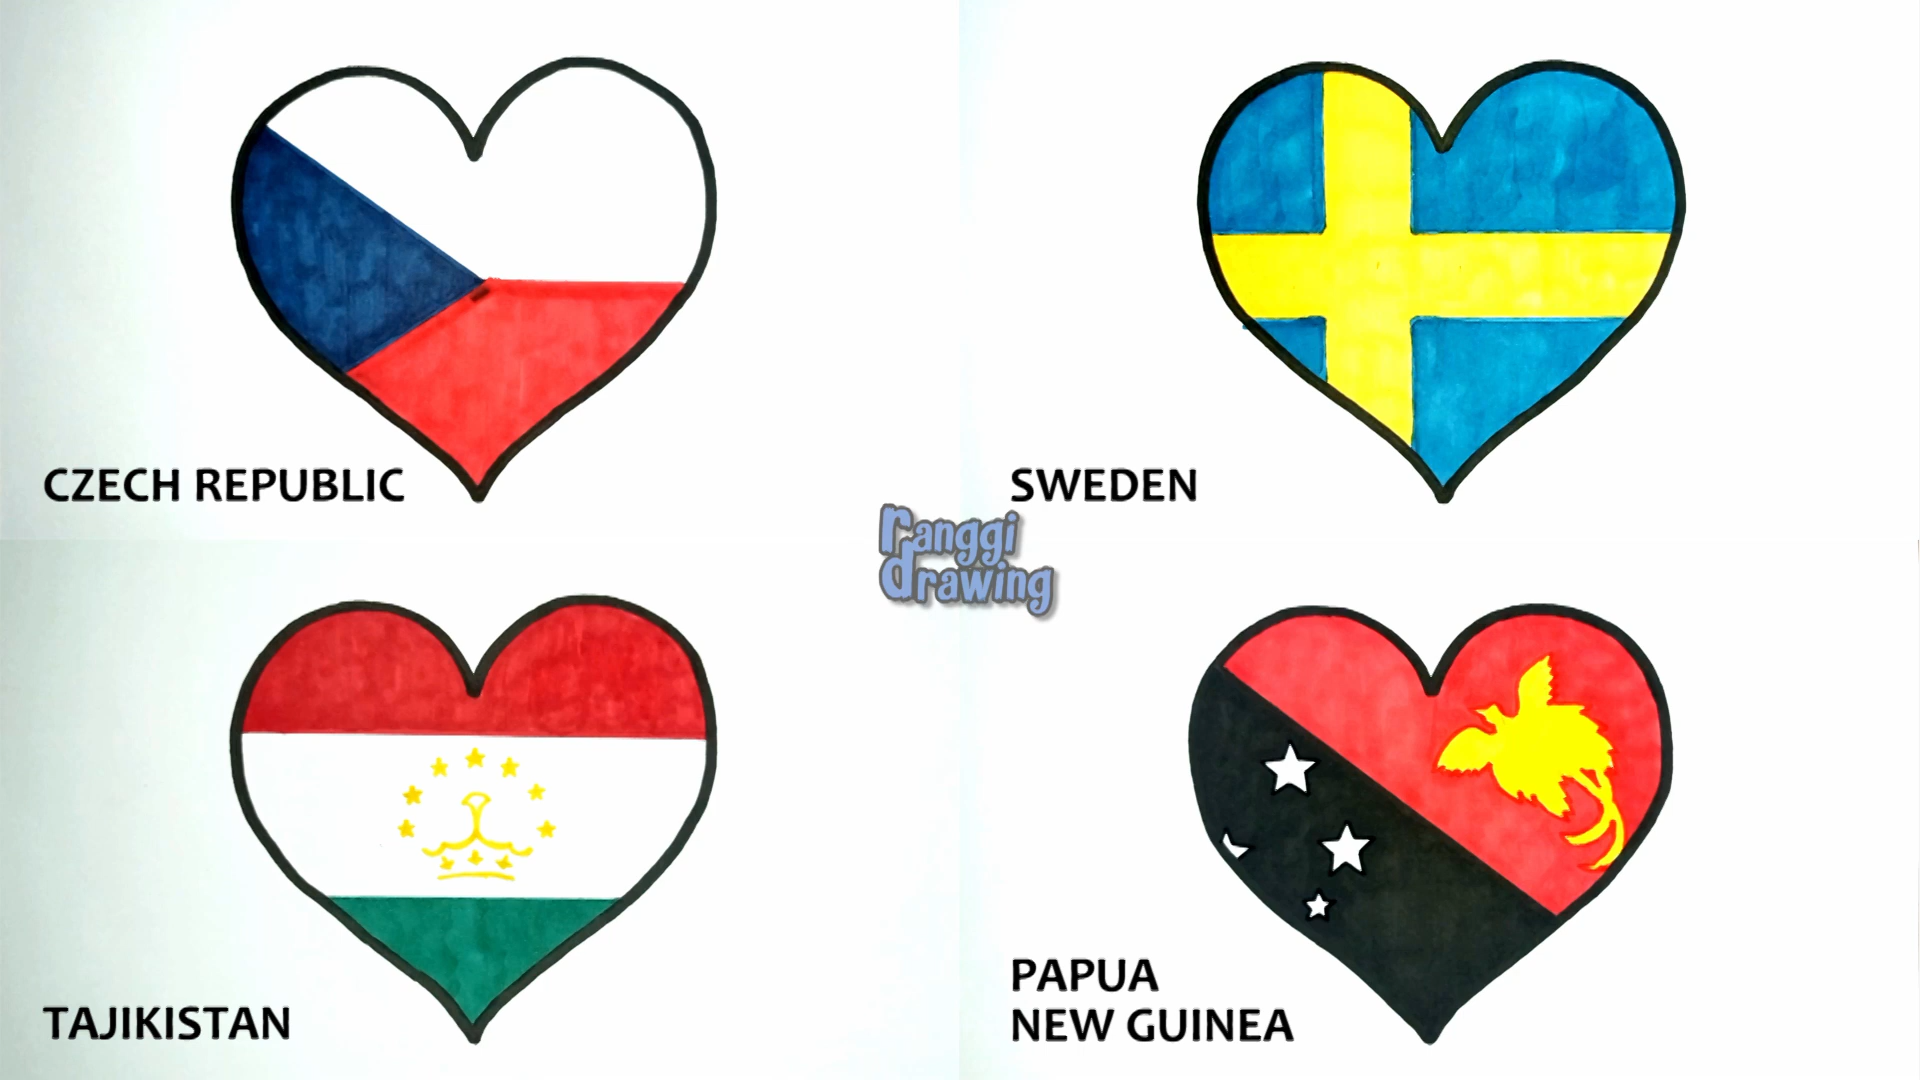 CZECH REPUBLIC
SWEDEN
ranggi
drawing
TAJIKISTAN
PAPUA
NEW GUINEA